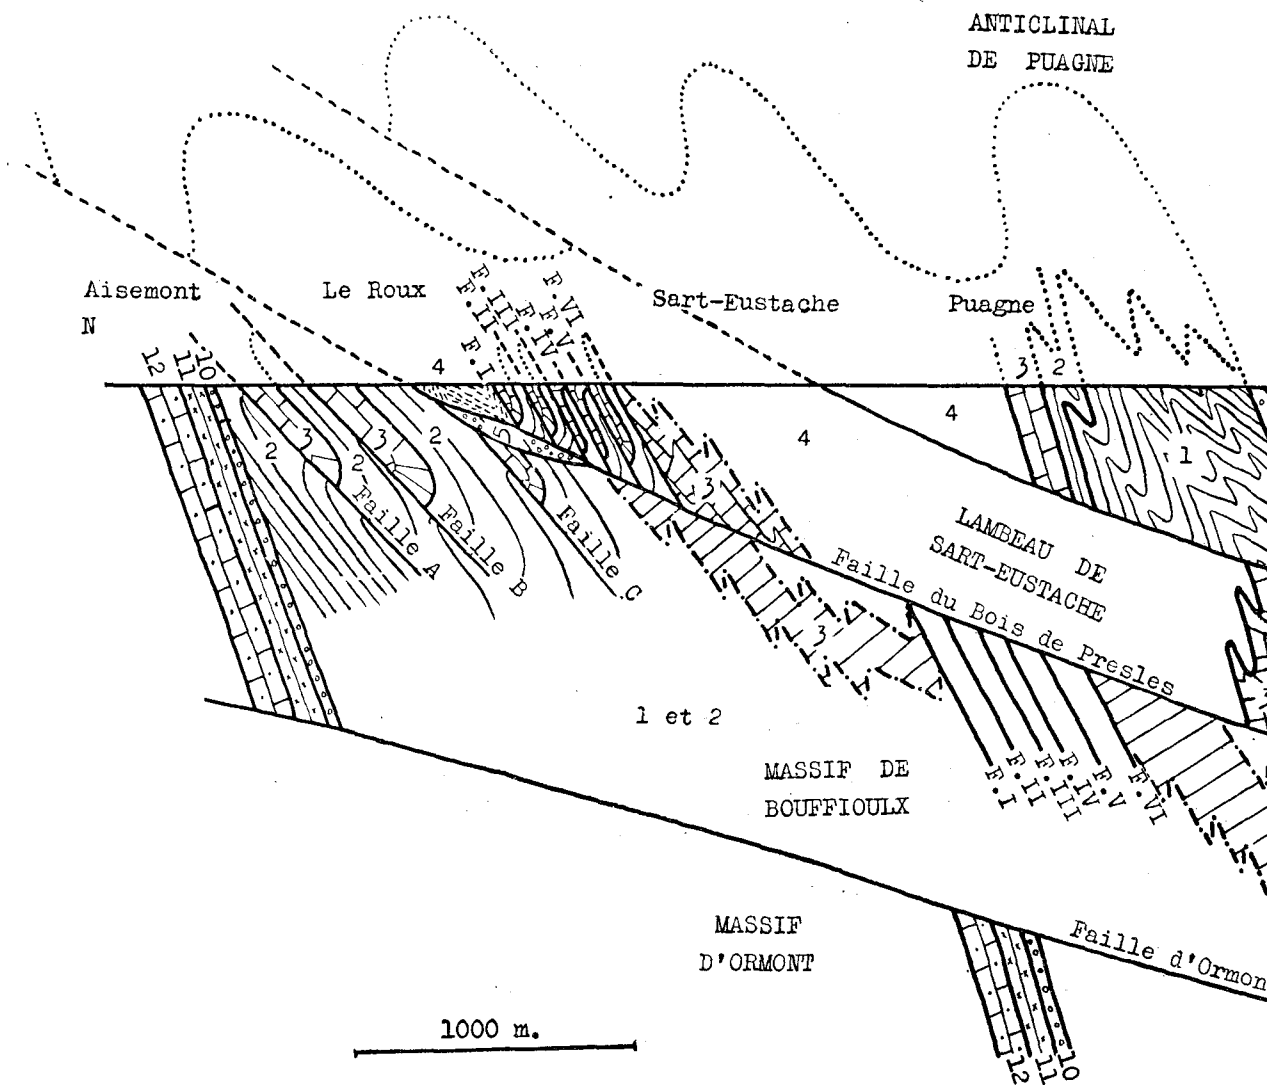 ANTICLINAL
DE PUAGNE
Aisemont
N
Le Roux
Sart-Eustache
Puagne
F.I
F.II
F.III
F.IV
F.V
F.VI
12
11
10
4
3 2
4
4
2
3
2
3
2
5
3
1
Faille A
Faille B
Faille C
LAMBEAU DE
SART-EUSTACHE
Faille du Bois de Presles
3
3
1 et 2
MASSIF DE
BOUFFIOULX
F.I
F.II
F.III
F.IV
F.V
F.VI
MASSIF
D'ORMONT
Faille d'Ormon
1000 m.
12
11
10